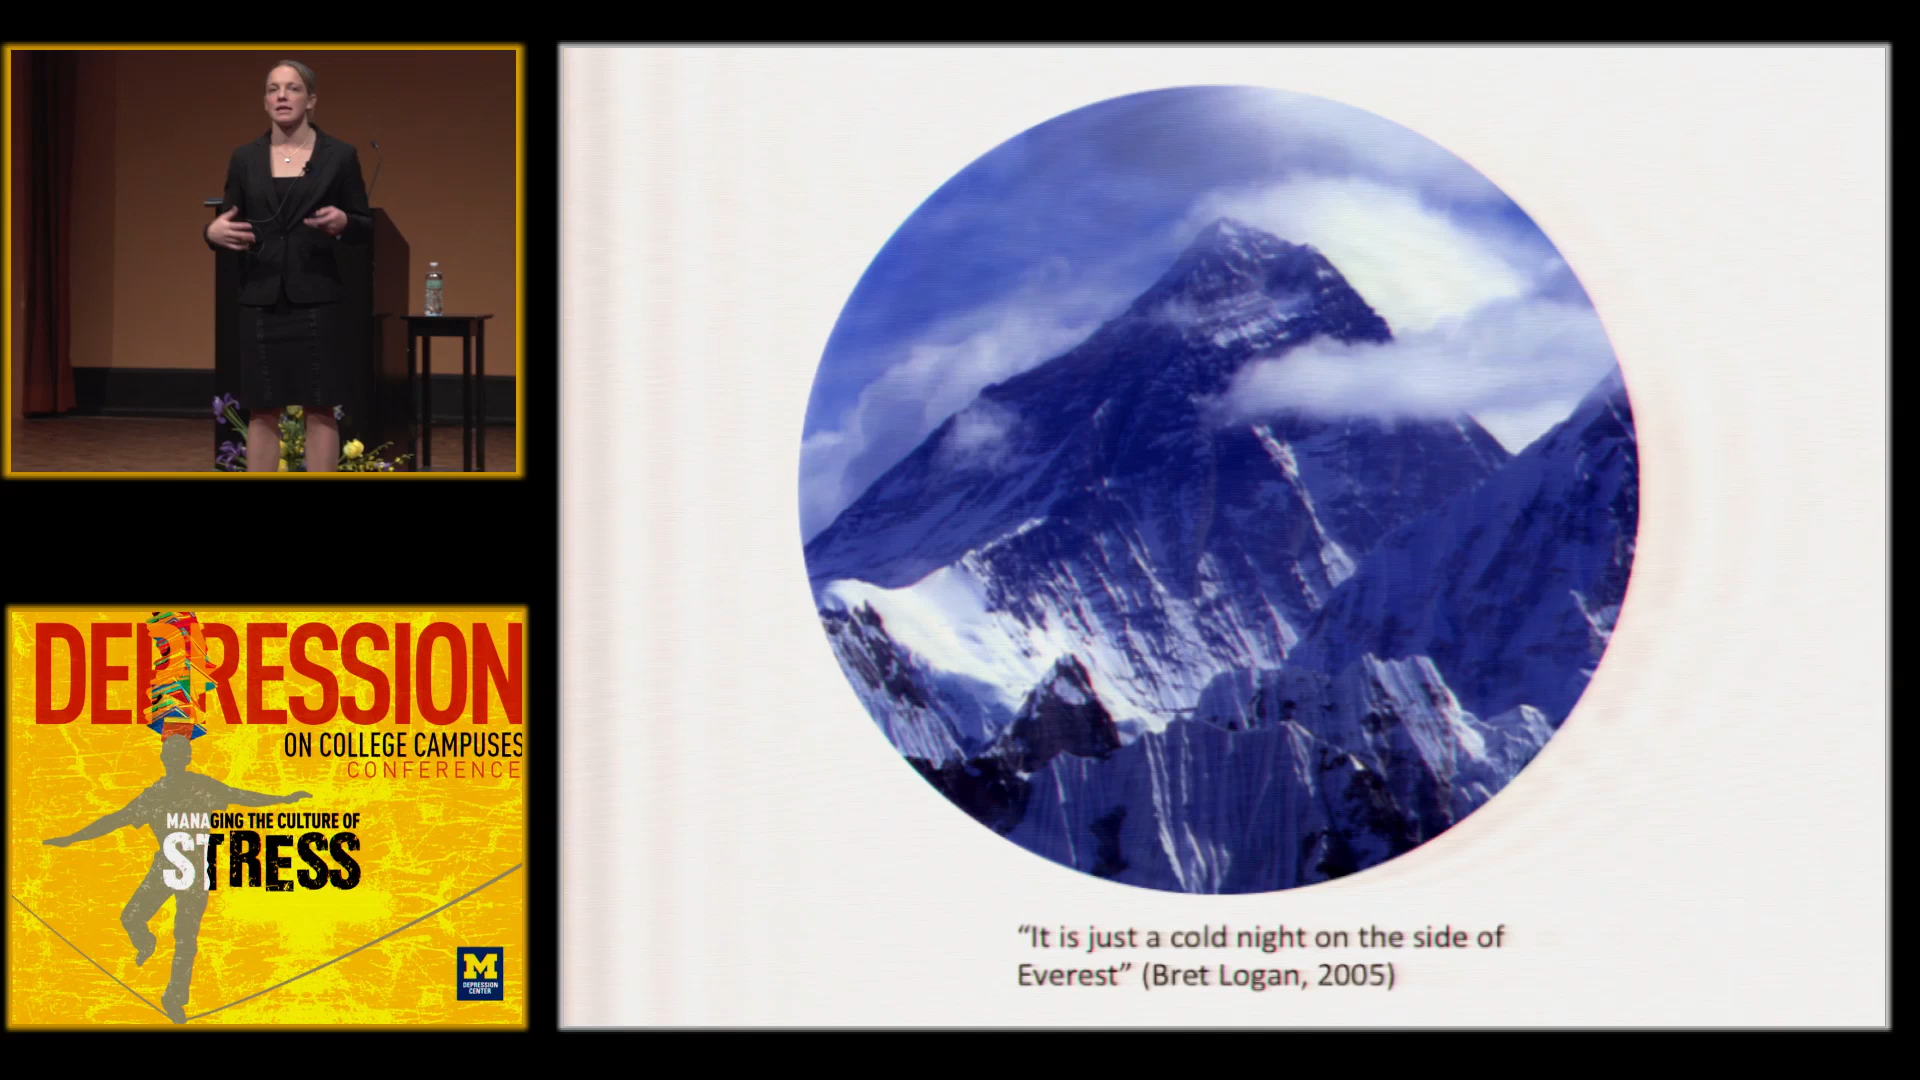 DEPRESSION
ON COLLEGE CAMPUSES
CONFERENCE
MANAGING THE CULTURE OF
STRESS
M
DEPRESSION
CENTER
“It is just a cold night on the side of
Everest” (Bret Logan, 2005)